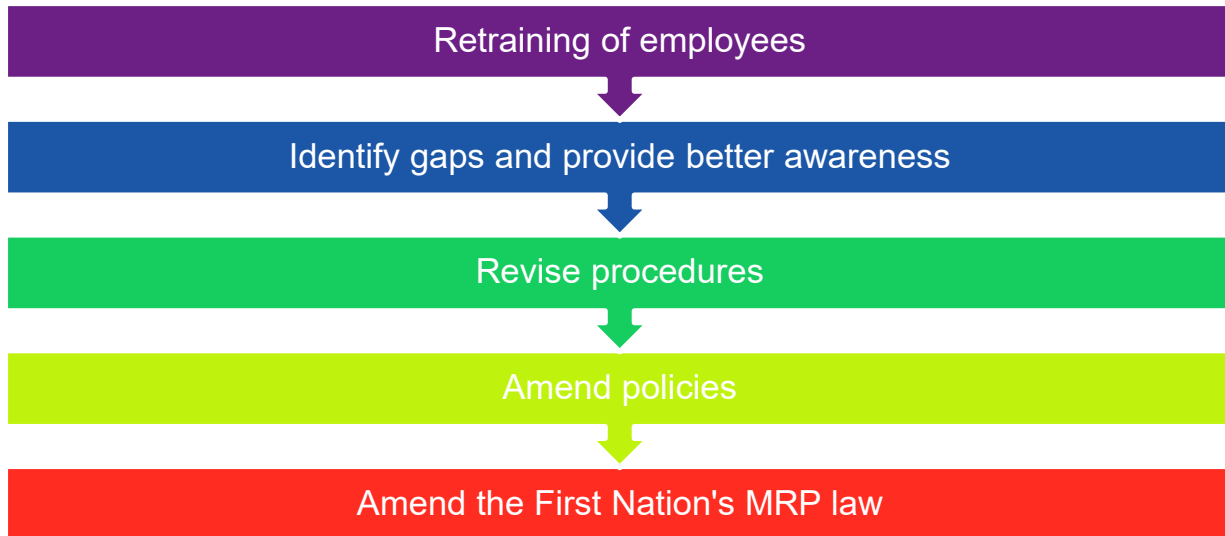 Retraining of employees
Identify gaps and provide better awareness
Revise procedures
Amend policies
Amend the First Nation's MRP law